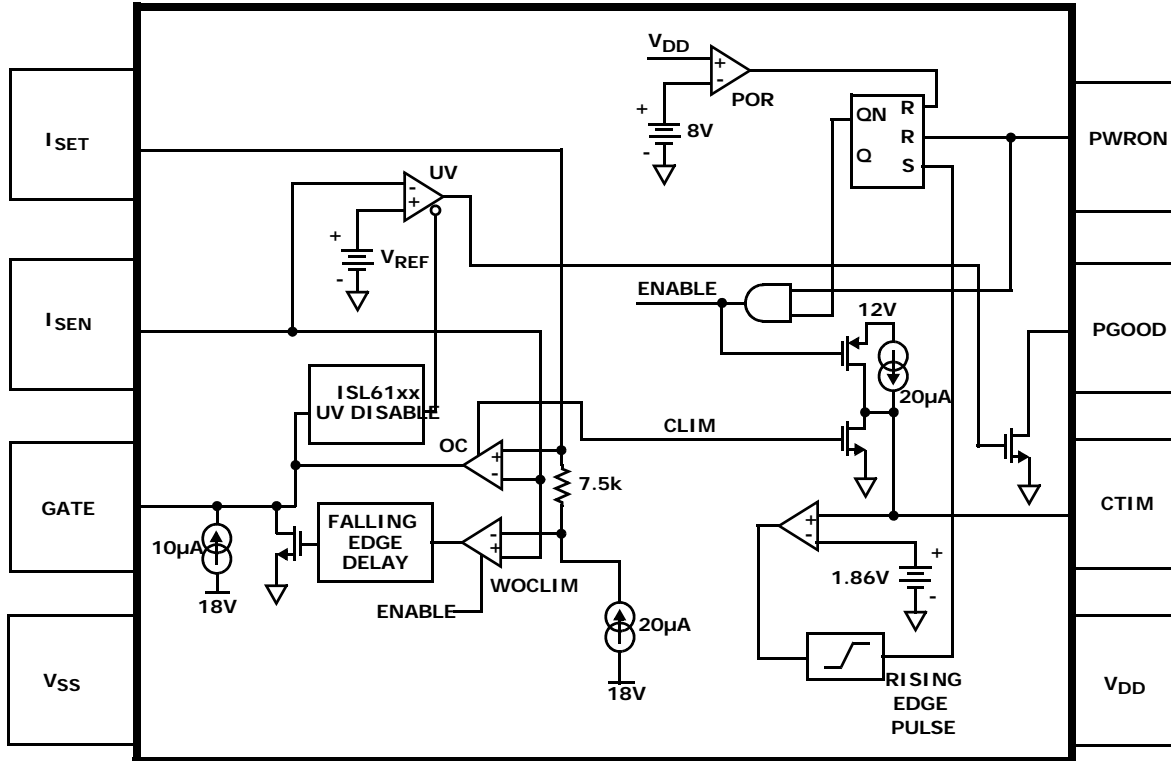 VDD
+
-
POR
+
-
8V
QN
Q
R
R
S
ISET
PWRON
UV
-
+
+
-
VREF
ISEN
ENABLE
12V
20µA
PGOOD
ISL61xx
UV DISABLE
OC
+
-
CLIM
7.5k
GATE
10µA
18V
FALLING
EDGE
DELAY
-
+
WOCLIM
ENABLE
20µA
18V
+
-
1.86V
+
-
CTIM
VSS
RISING
EDGE
PULSE
VDD